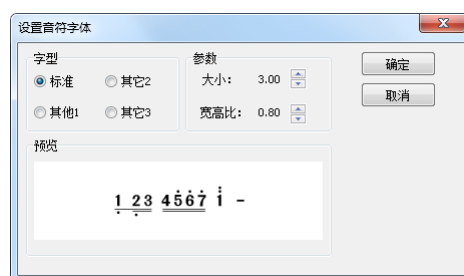 设置音符字体
字型
标准 其它2
其他1 其它3
参数
大小: 3.00
宽高比: 0.80
确定
取消
预览
1 23 4567 i -